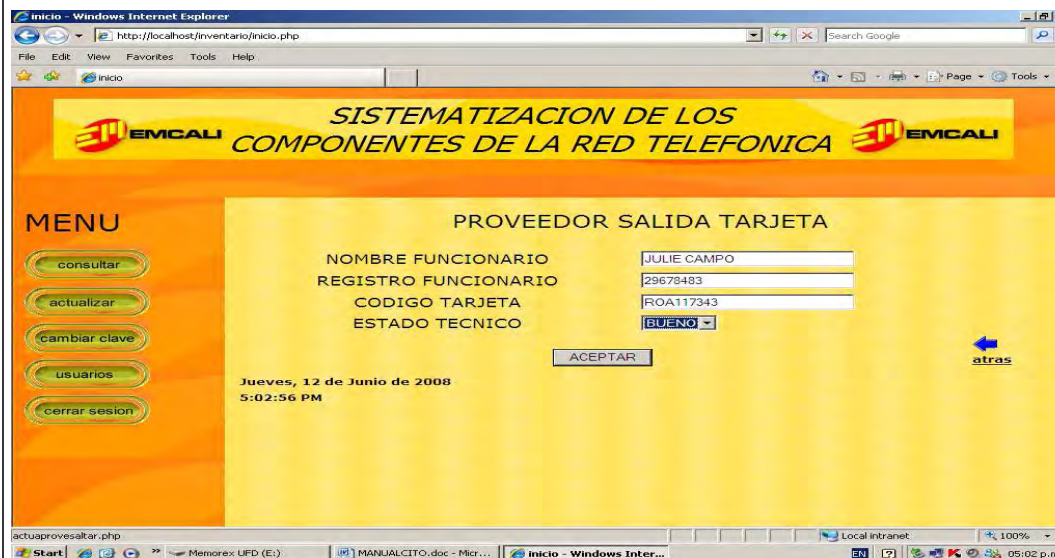 inicio - Windows Internet Explorer
http://localhost/inventario/inicio.php
Search Google
File Edit View Favorites Tools Help
inicio
Page Tools
SISTEMATIZACION DE LOS
COMPONENTES DE LA RED TELEFONICA
EMCALI
EMCALI
MENU
consultar
actualizar
cambiar clave
usuarios
cerrar sesion
PROVEEDOR SALIDA TARJETA
NOMBRE FUNCIONARIO JULIE CAMPO
REGISTRO FUNCIONARIO 29678483
CODIGO TARJETA ROA117343
ESTADO TECNICO BUENO
ACEPTAR
atras
Jueves, 12 de Junio de 2008
5:02:56 PM
actuaprovesaltar.php
Local intranet
100%
Start
»
Memorex UFD (E:)
MANUALCITO.doc - Micr...
inicio - Windows Inter...
EN
05:02 p.m.